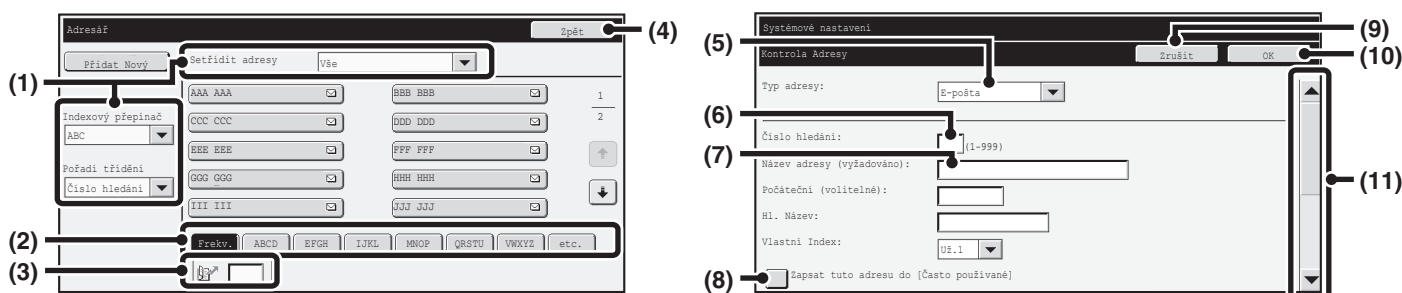 Adresář
Zpět
(4)
Přidat Nový
Setřídit adresy
Vše
(1)
AAA AAA
BBB BBB
1
2
Indexový přepínač
ABC
CCC CCC
DDD DDD
EEE EEE
FFF FFF
Pořadí třídění
Číslo hledání
GGG GGG
HHH HHH
III III
JJJ JJJ
(2)
Frekv.
ABCD
EFGH
IJKL
MNOP
QRSTU
VWXYZ
etc.
(3)
Systémové nastavení
(9)
(5)
Kontrola Adresy
Zrušit
OK
(10)
Typ adresy:
E-pošta
(6)
Číslo hledání:
(1-999)
(7)
Název adresy (vyžadováno):
(11)
Počáteční (volitelné):
Hl. Název:
Vlastní Index:
Už.1
(8)
Zapsat tuto adresu do [Často používané]